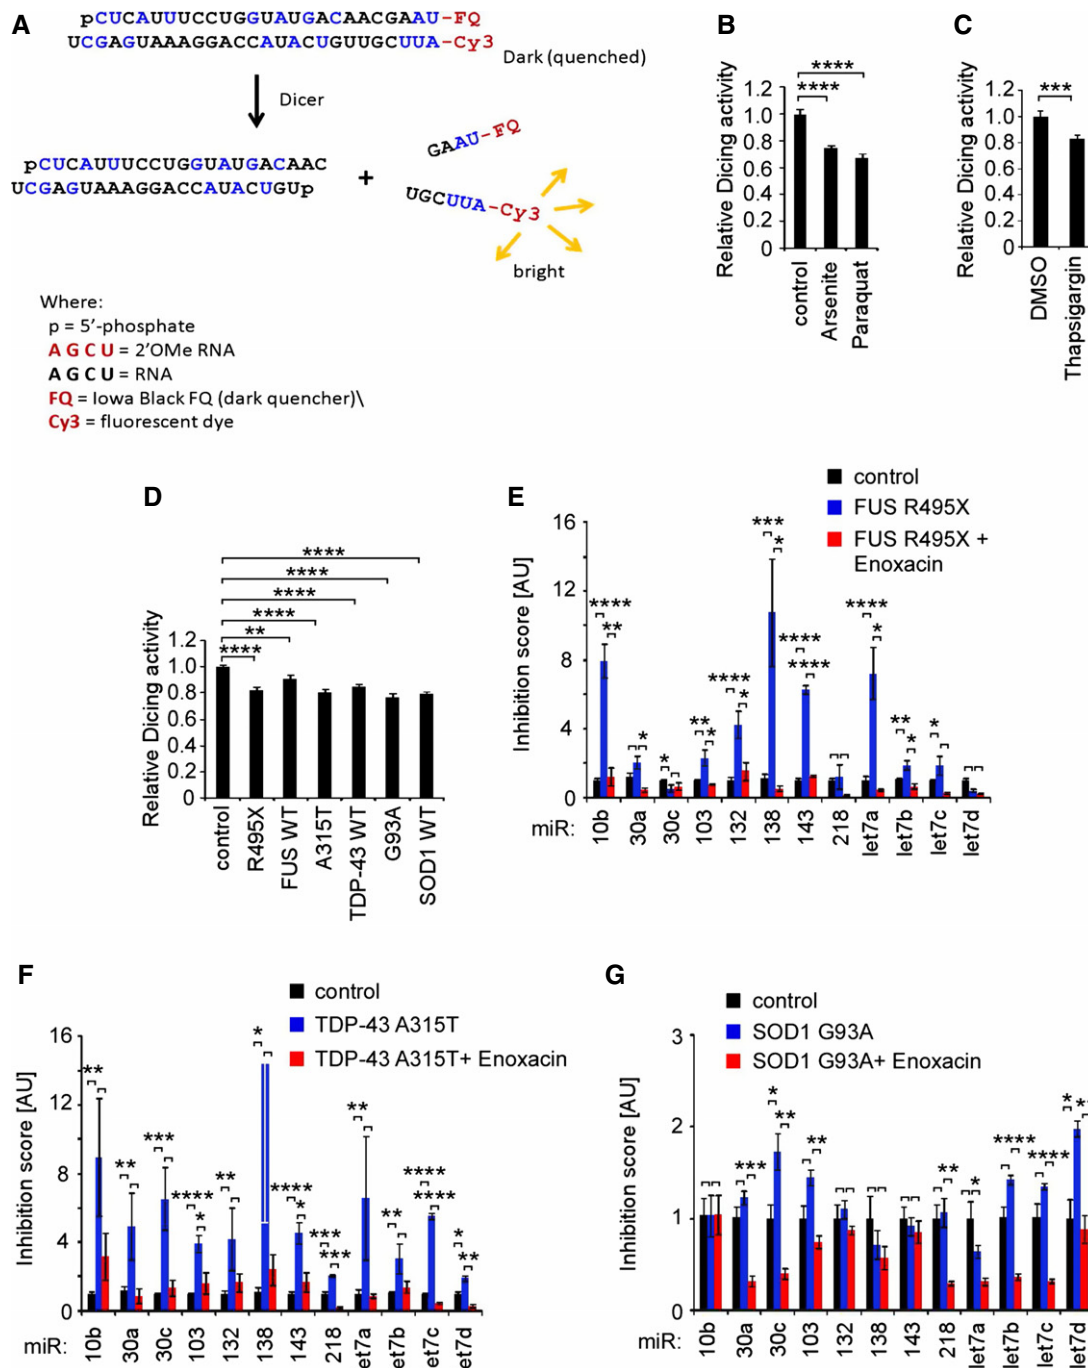 A
pCUCAUUUCCUGGUAUGACAACGAAU-FQ
UCGAGUAAAGGACCAUACUGUUGCUUA-Cy3
Dark (quenched)
Dicer
pCUCAUUUCCUGGUAUGACAAC
UCGAGUAAAGGACCAUACUGUp
+
GAAU-FQ
UGCUUA-Cy3
bright
Where:
p = 5'-phosphate
A G C U = 2'OMe RNA
A G C U = RNA
FQ = Iowa Black FQ (dark quencher)\
Cy3 = fluorescent dye
B
****
****
Relative Dicing activity
1.2
1.0
0.8
0.6
0.4
0.2
0
control
Arsenite
Paraquat
C
***
Relative Dicing activity
1.2
1.0
0.8
0.6
0.4
0.2
0
DMSO
Thapsigargin
D
****
****
****
****
**
****
Relative Dicing activity
1.2
1.0
0.8
0.6
0.4
0.2
0
control
R495X
FUS WT
A315T
TDP-43 WT
G93A
SOD1 WT
E
control
FUS R495X
FUS R495X +
Enoxacin
Inhibition score [AU]
16
12
8
4
0
****
**
*
*
**
*
****
*
***
*
****
****
****
*
**
*
*
miR:
10b
30a
30c
103
132
138
143
218
let7a
let7b
let7c
let7d
F
control
TDP-43 A315T
TDP-43 A315T+ Enoxacin
Inhibition score [AU]
16
12
8
4
0
**
**
***
****
*
**
*
****
*
***
***
**
**
****
****
*
**
miR:
10b
30a
30c
103
132
138
143
218
et7a
et7b
et7c
et7d
G
control
SOD1 G93A
SOD1 G93A+ Enoxacin
Inhibition score [AU]
3
2
1
0
***
*
**
**
**
*
****
****
*
**
miR:
10b
30a
30c
103
132
138
143
218
let7a
let7b
let7c
let7d